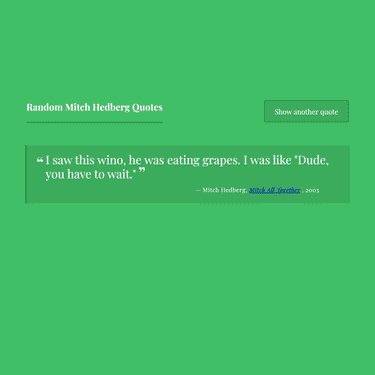 Random Mitch Hedberg Quotes
Show another quote
❝ I saw this wino, he was eating grapes. I was like "Dude,
you have to wait." ❞
— Mitch Hedberg, Mitch All Together, 2003